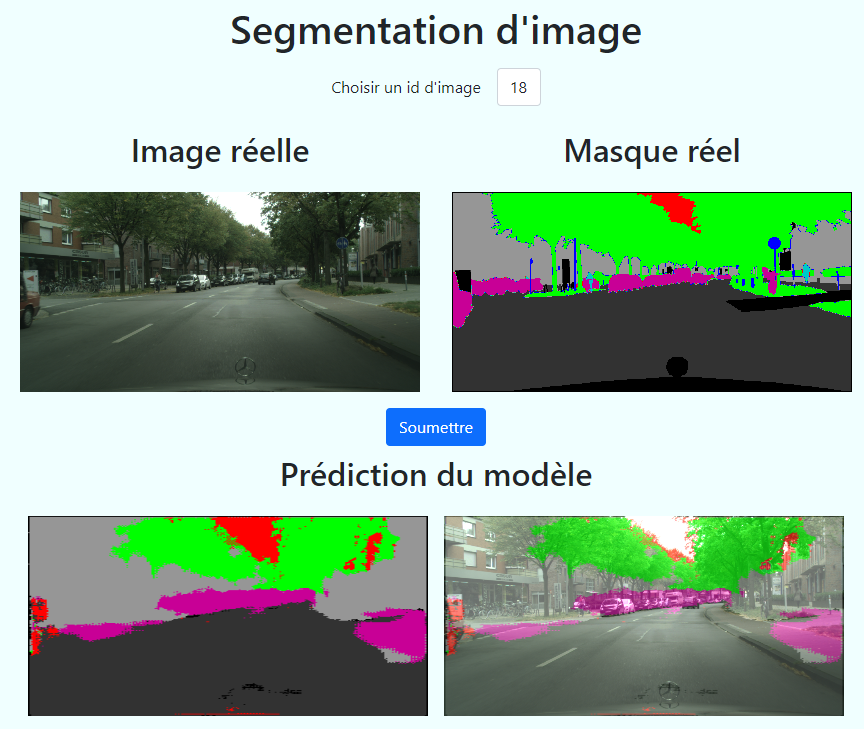 Segmentation d'image
Choisir un id d'image 18
Image réelle Masque réel
Soumettre
Prédiction du modèle